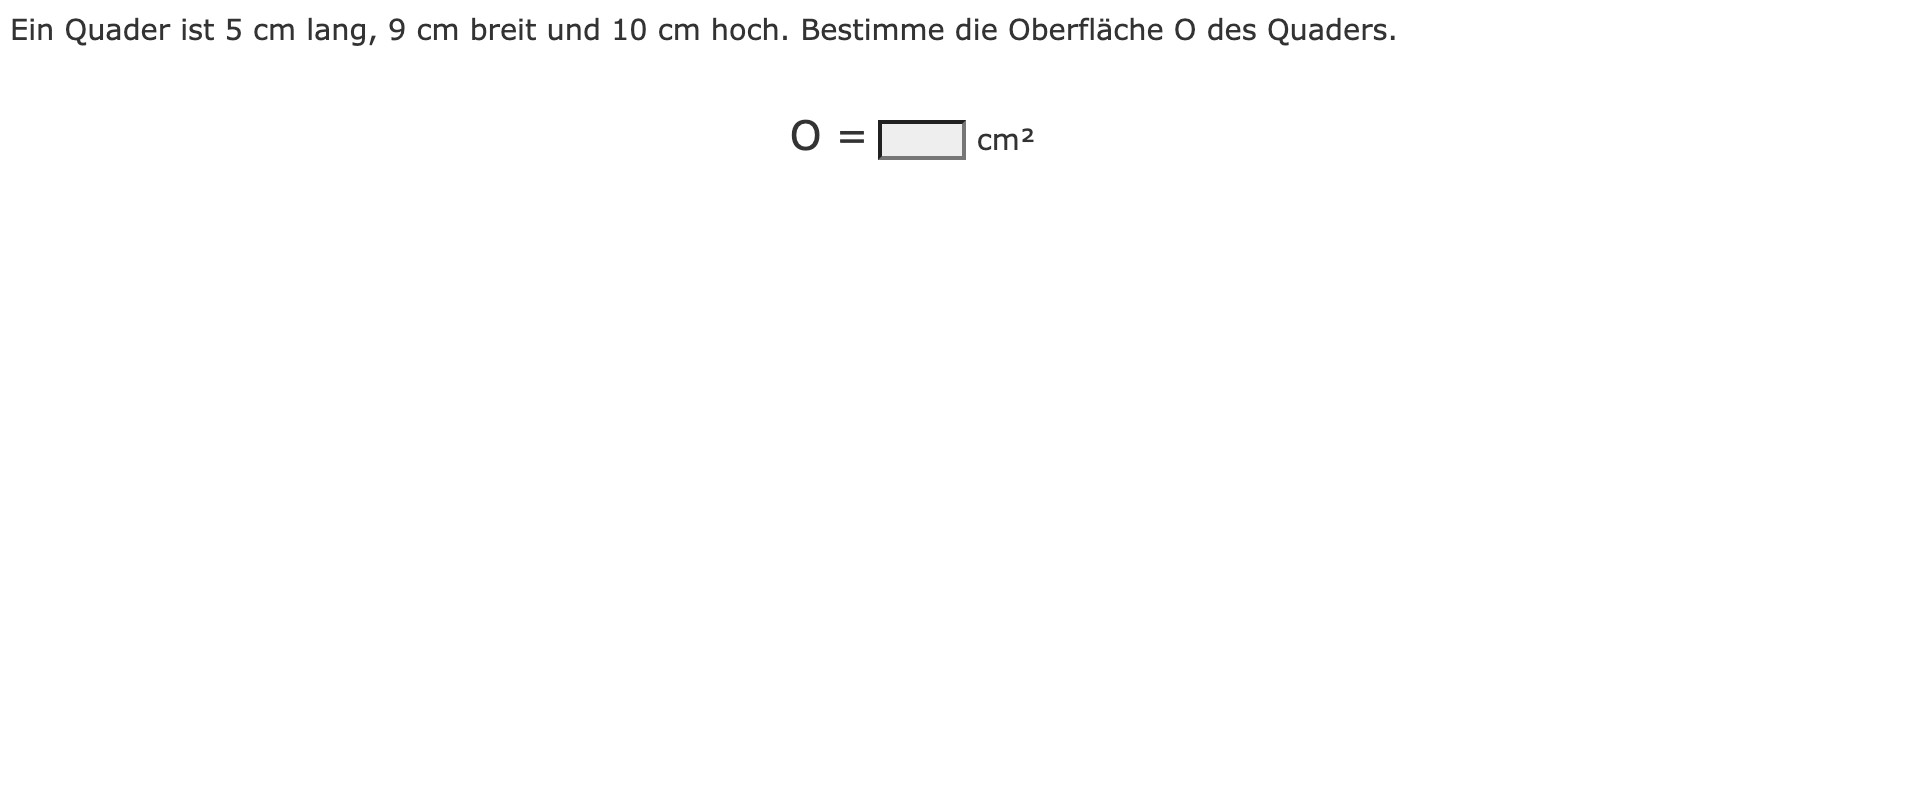 Ein Quader ist 5 cm lang, 9 cm breit und 10 cm hoch. Bestimme die Oberfläche O des Quaders.
O = cm²